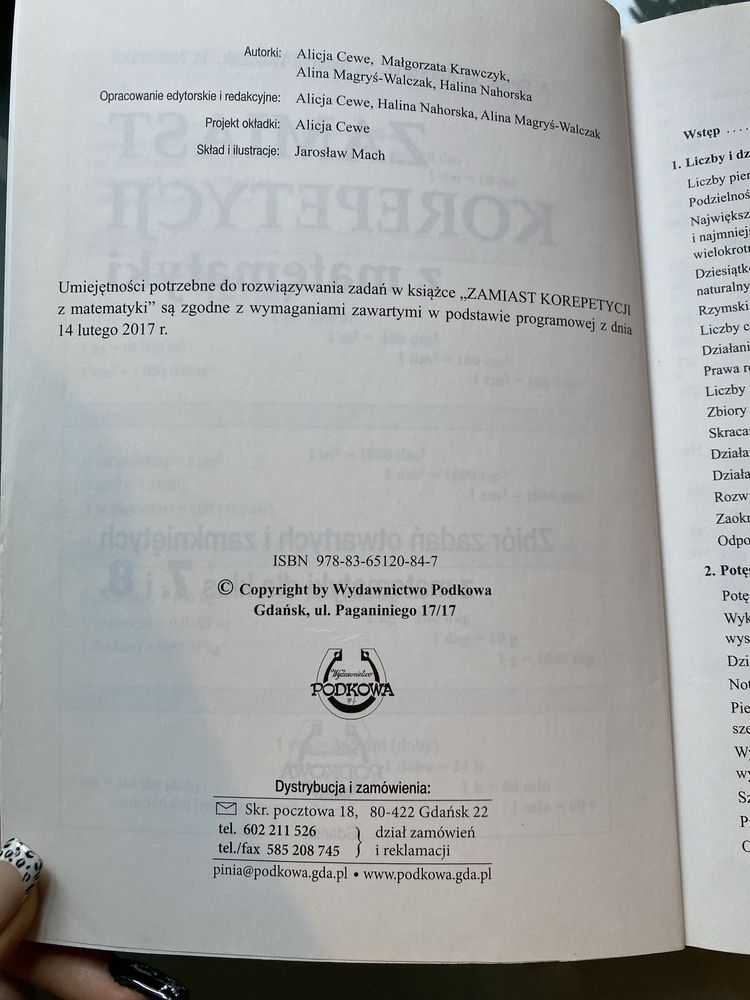 Autorki: Alicja Cewe, Małgorzata Krawczyk,
Alina Magryś-Walczak, Halina Nahorska
Opracowanie edytorskie i redakcyjne: Alicja Cewe, Halina Nahorska, Alina Magryś-Walczak
Projekt okładki: Alicja Cewe
Skład i ilustracje: Jarosław Mach
Umiejętności potrzebne do rozwiązywania zadań w książce „ZAMIAST KOREPETYCJI
z matematyki” są zgodne z wymaganiami zawartymi w podstawie programowej z dnia
14 lutego 2017 r.
ISBN 978-83-65120-84-7
© Copyright by Wydawnictwo Podkowa
Gdańsk, ul. Paganiniego 17/17
Wydawnictwo
PODKOWA
Dystrybucja i zamówienia:
Skr. pocztowa 18, 80-422 Gdańsk 22
tel. 602 211 526 dział zamówień
tel./fax 585 208 745 i reklamacji
pinia@podkowa.gda.pl • www.podkowa.gda.pl
Wstęp ....
1. Liczby i dz
Liczby pier
Podzielnoś
Największ
i najmniej
wielokrotn
Dziesiątk
naturalny
Rzymski
Liczby c
Działani
Prawa r
Liczby
Zbiory
Skraca
Działa
Działa
Rozw
Zaok
Odpo
2. Potę
Potę
Wyk
wys
Dzi
Not
Pie
sze
W
wy
Sz
P
O